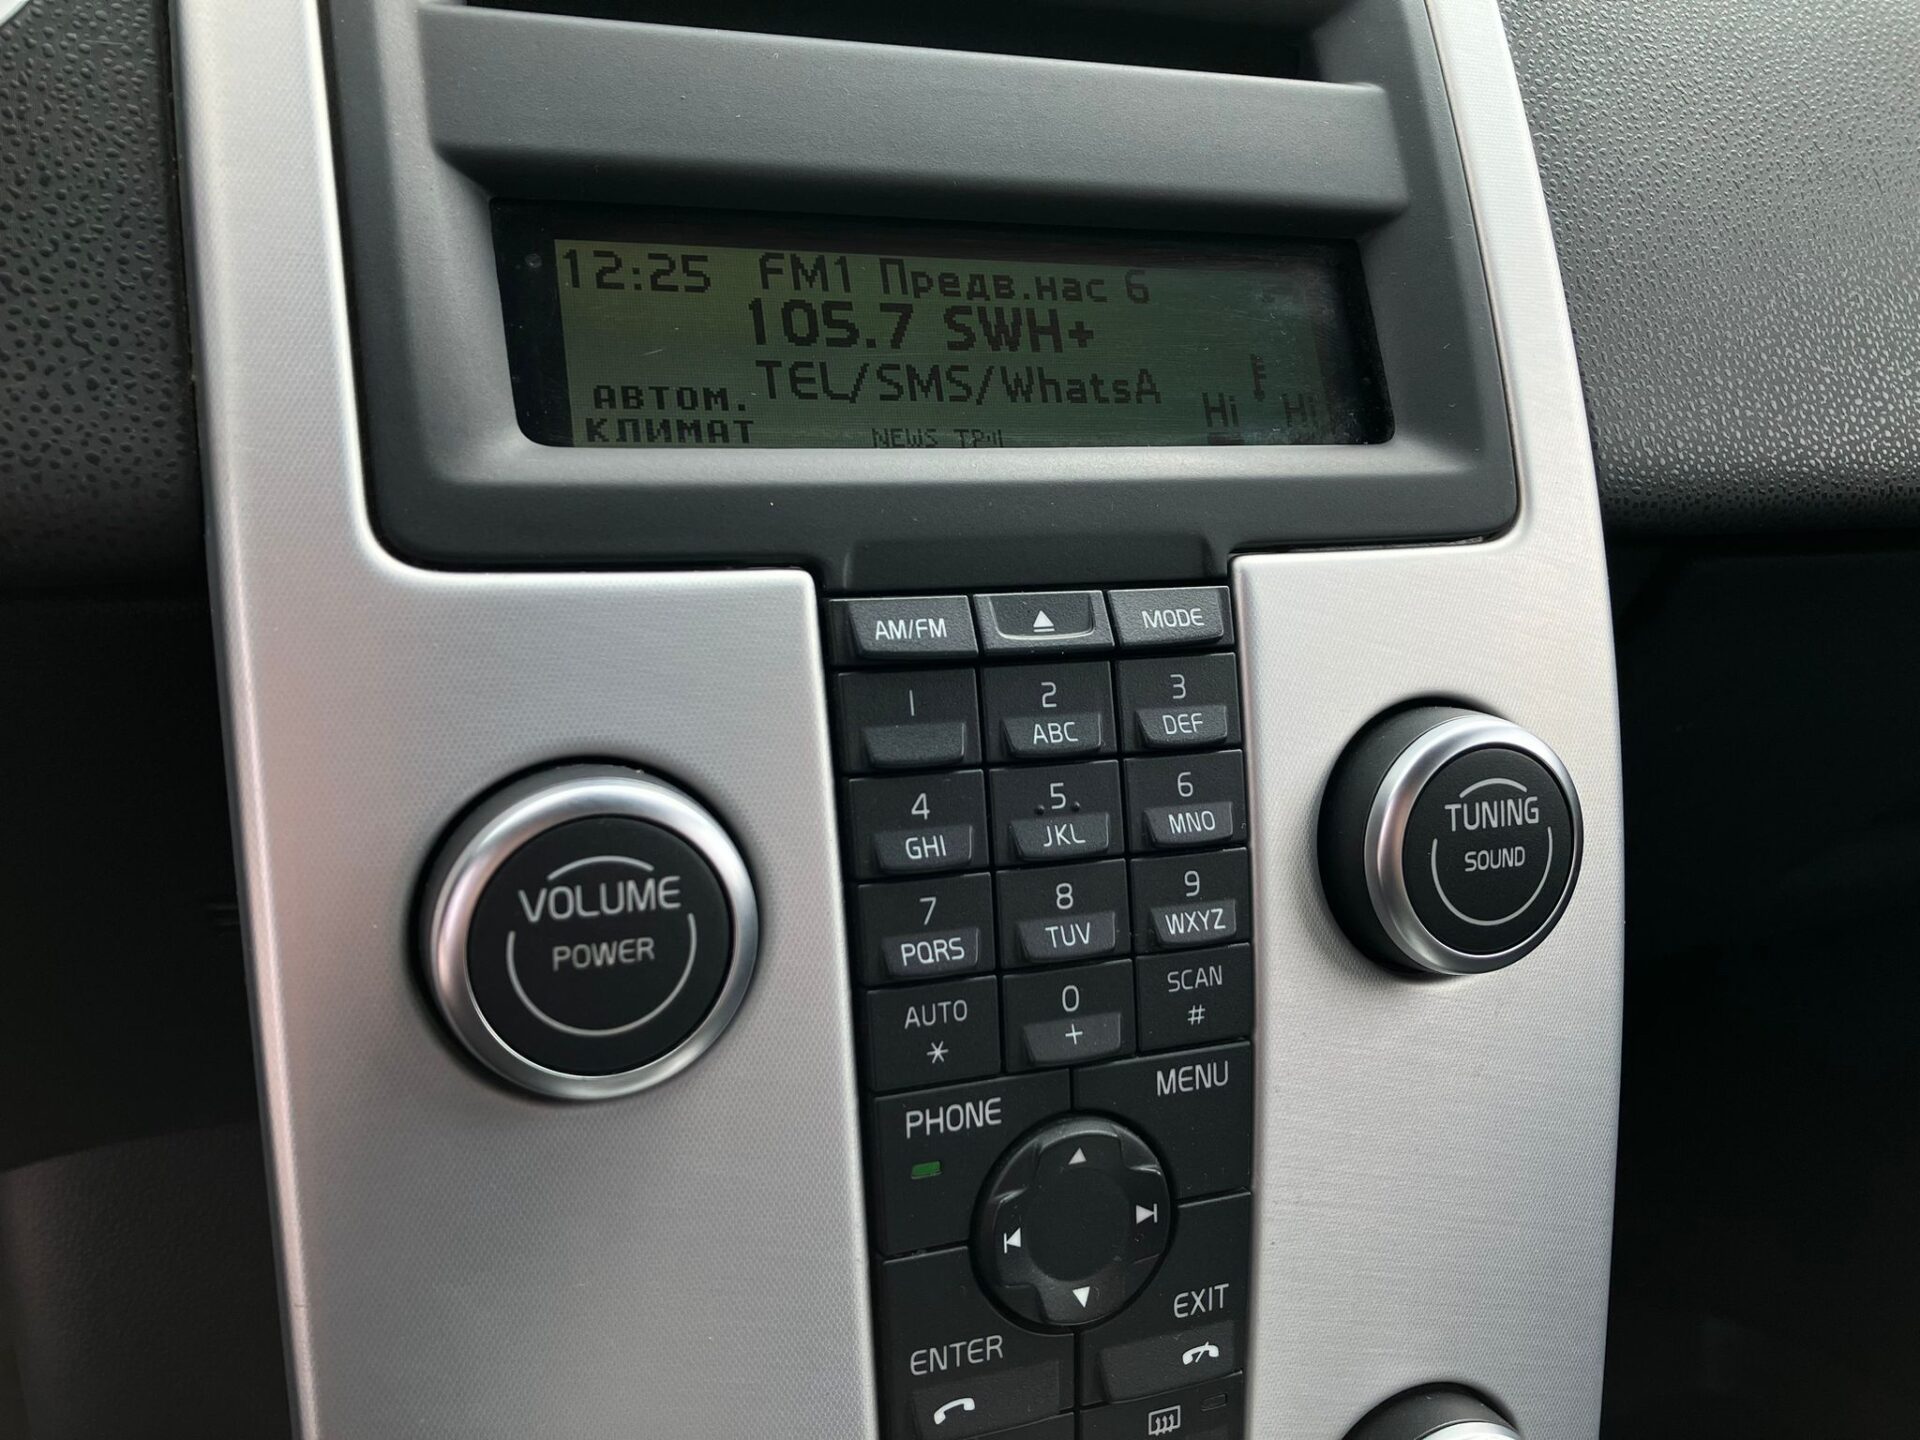 12:25 FM1 Предв.нас 6
105.7 SWH+
TEL/SMS/WhatsA
АВТОМ.
КЛИМАТ
Hi Hi
NEWS TP
AM/FM MODE
1 2 3
ABC DEF
4 5 6
GHI JKL MNO
7 8 9
PQRS TUV WXYZ
AUTO 0 SCAN
* + #
VOLUME
POWER
TUNING
SOUND
PHONE MENU
ENTER EXIT